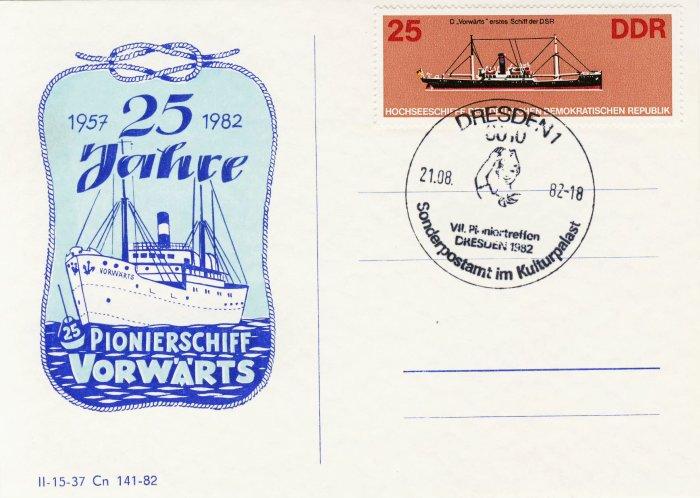 1957 25 1982
Jahre
VORWÄRTS
25
PIONIERSCHIFF
VORWÄRTS
II-15-37 Cn 141-82
D „Vorwärts" erstes Schiff der DSR
25 DDR
HOCHSEESCHIFFE DER DEUTSCHEN DEMOKRATISCHEN REPUBLIK
DRESDEN 1
8010
21.08. 82-18
VII. Pioniertreffen
DRESDEN 1982
Sonderpostamt im Kulturpalast